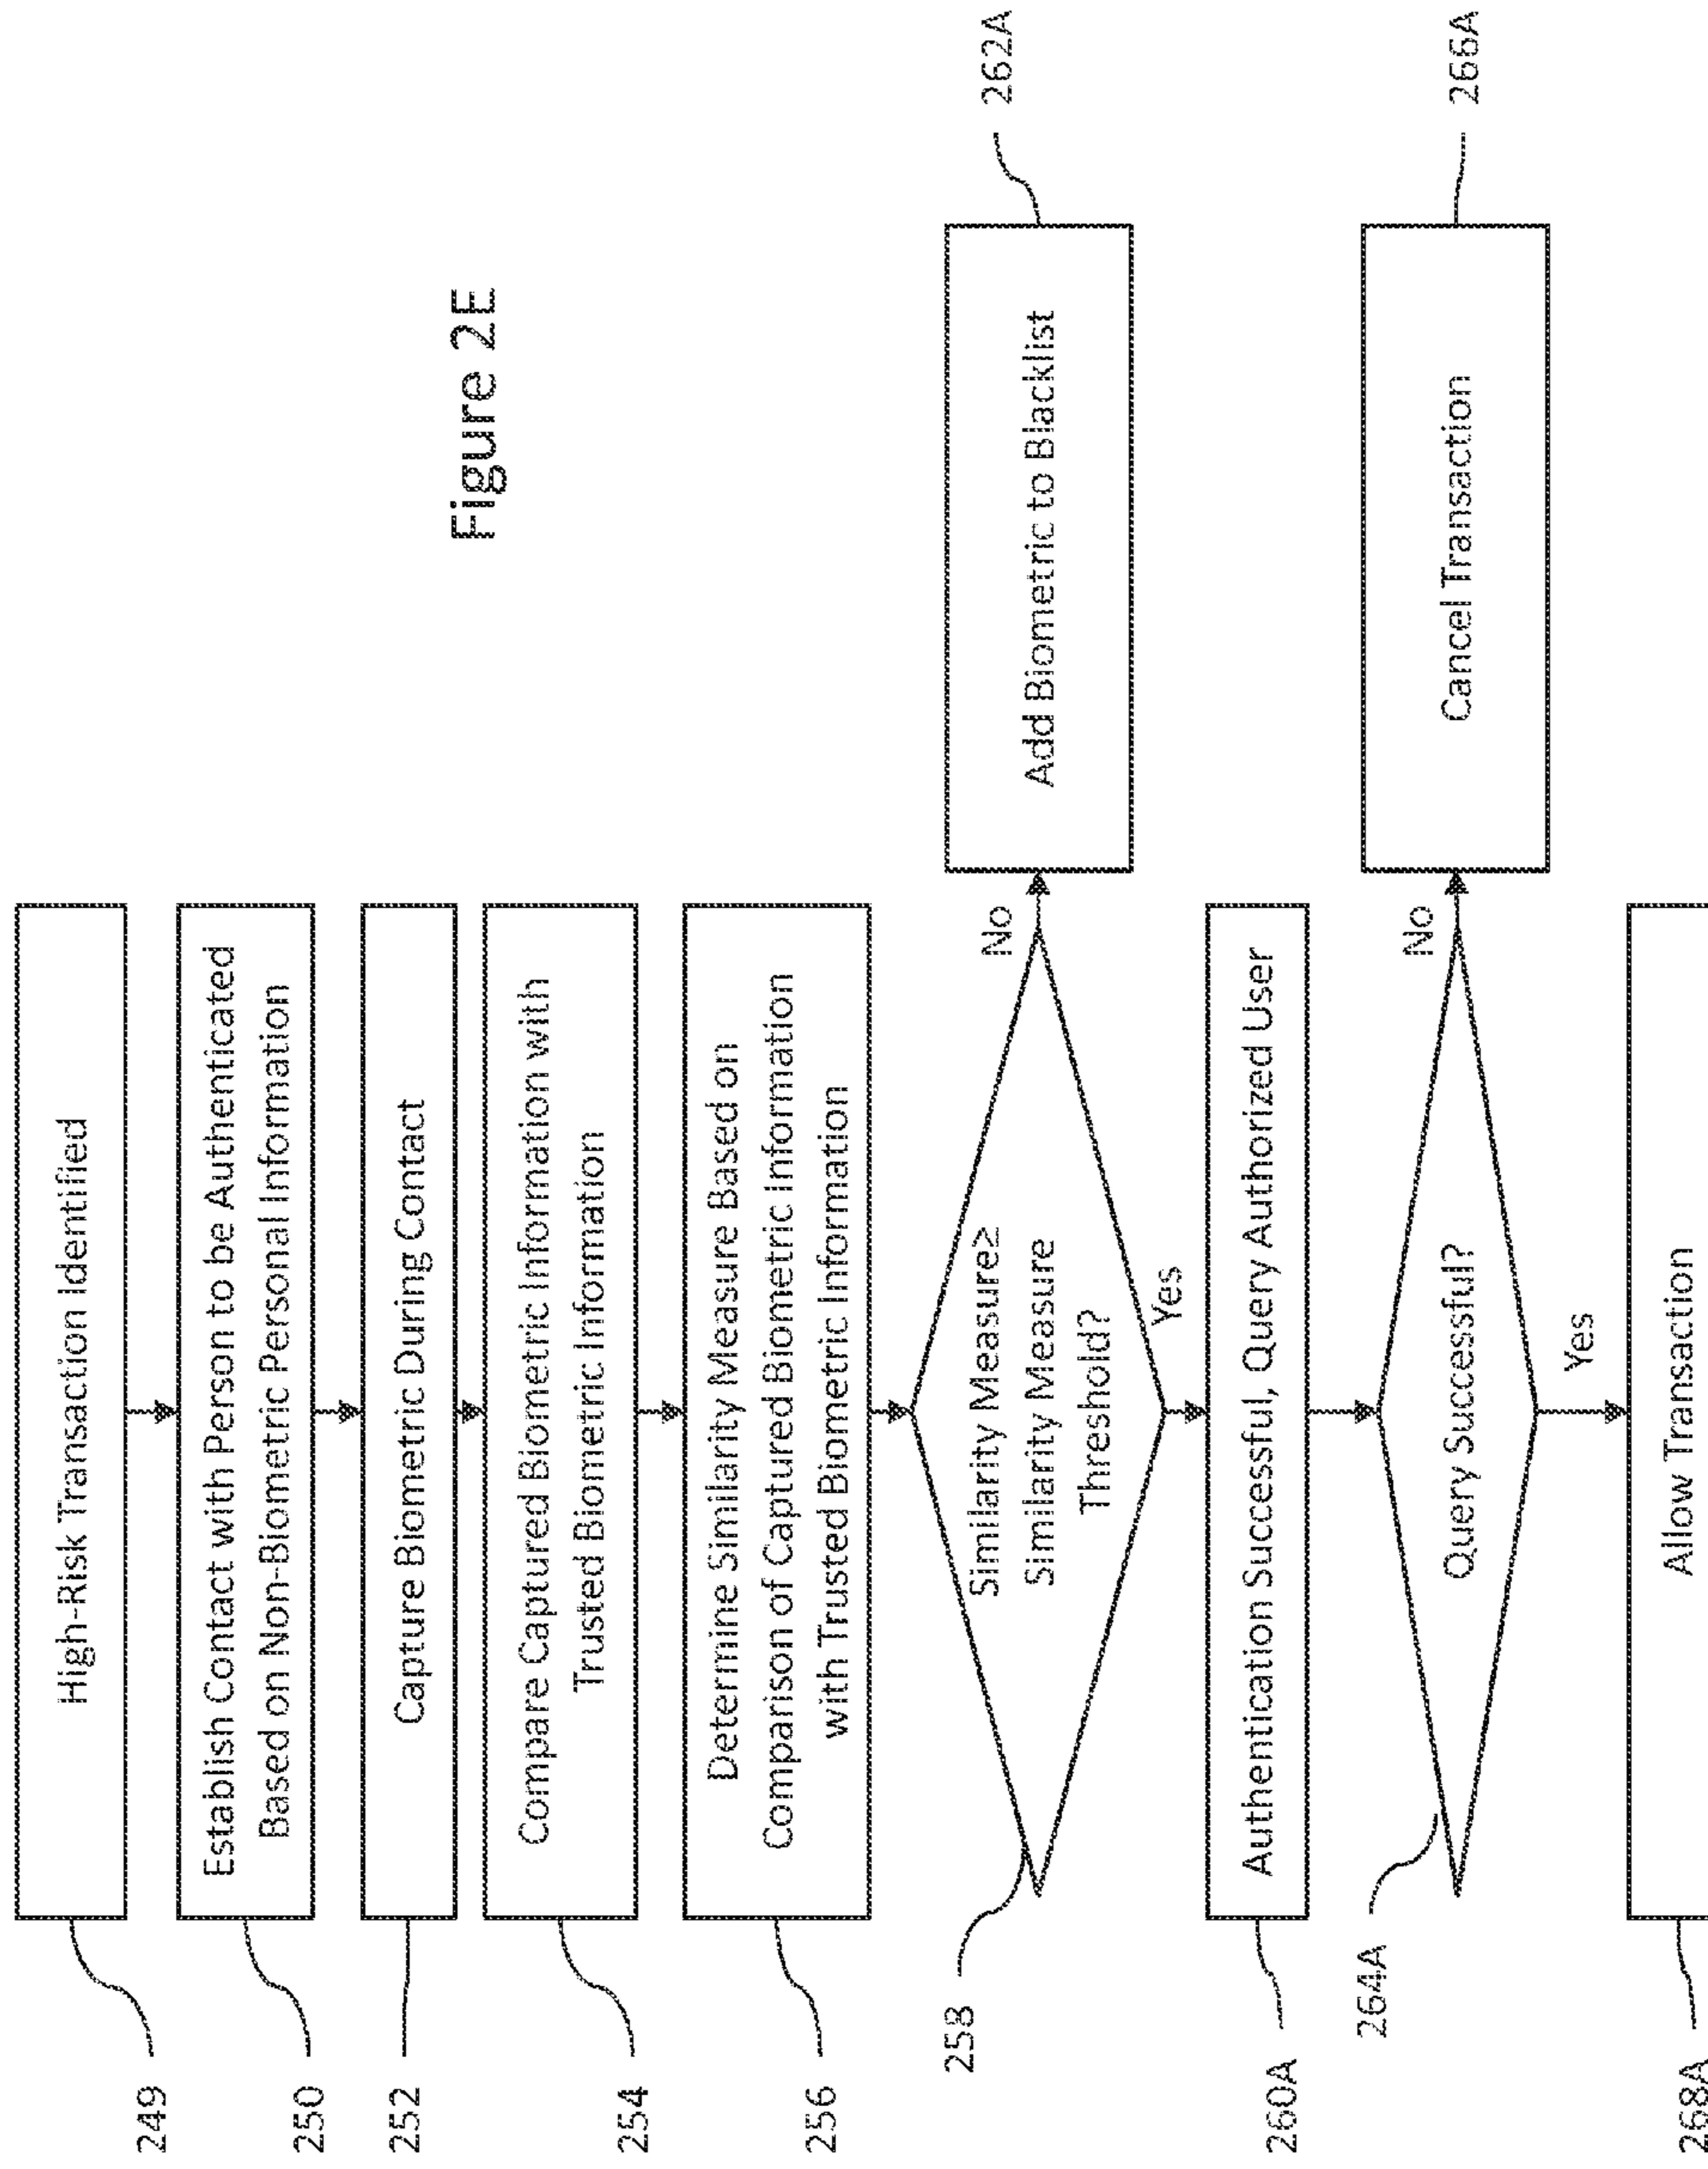 Figure 2E
249
High-Risk Transaction Identified
250
Establish Contact with Person to be Authenticated
Based on Non-Biometric Personal Information
252
Capture Biometric During Contact
254
Compare Captured Biometric Information with
Trusted Biometric Information
256
Determine Similarity Measure Based on
Comparison of Captured Biometric Information
with Trusted Biometric Information
258
Similarity Measure≥
Similarity Measure
Threshold?
No
Add Biometric to Blacklist
262A
Yes
260A
Authentication Successful, Query Authorized User
264A
Query Successful?
No
Cancel Transaction
266A
Yes
268A
Allow Transaction